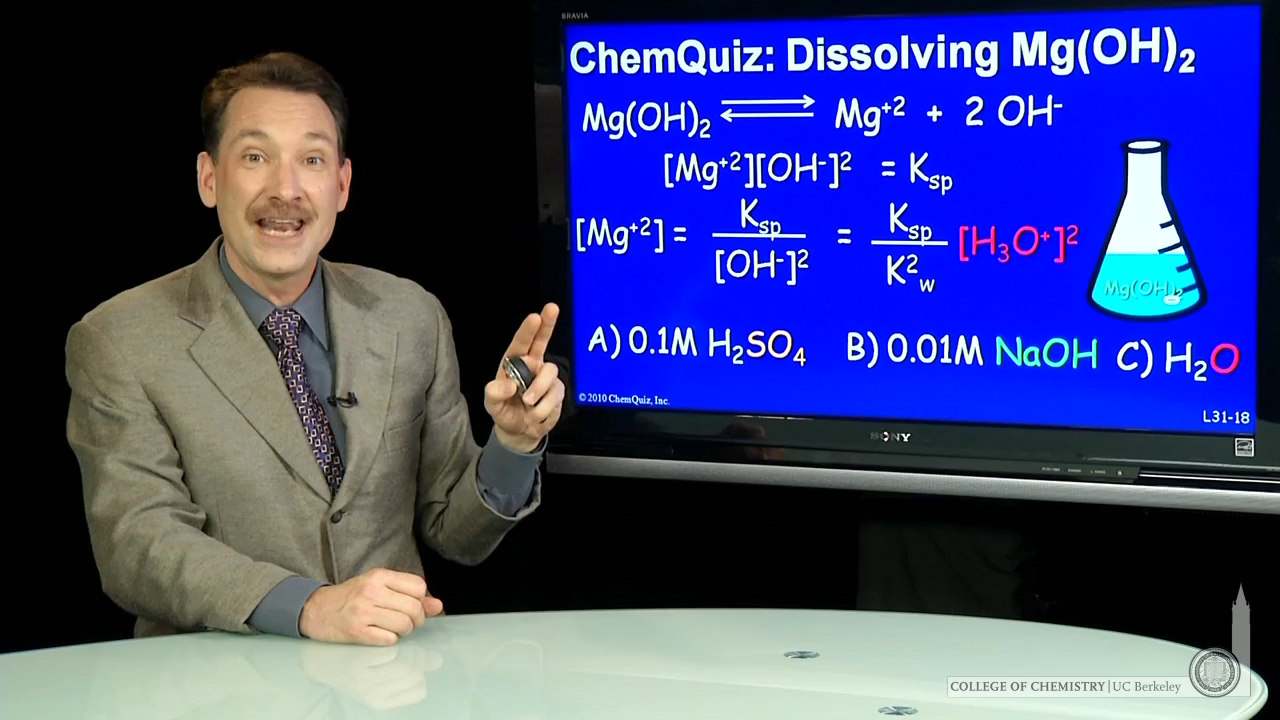 BRAVIA
ChemQuiz: Dissolving Mg(OH)₂
Mg(OH)₂ ⇌ Mg⁺² + 2 OH⁻
[Mg⁺²][OH⁻]² = Kₛₚ
[Mg⁺²] = Kₛₚ / [OH⁻]² = Kₛₚ / K²w [H₃O⁺]²
Mg(OH)₂
A) 0.1M H₂SO₄ B) 0.01M NaOH C) H₂O
© 2010 ChemQuiz, Inc.
L31-18
SONY
COLLEGE OF CHEMISTRY | UC Berkeley